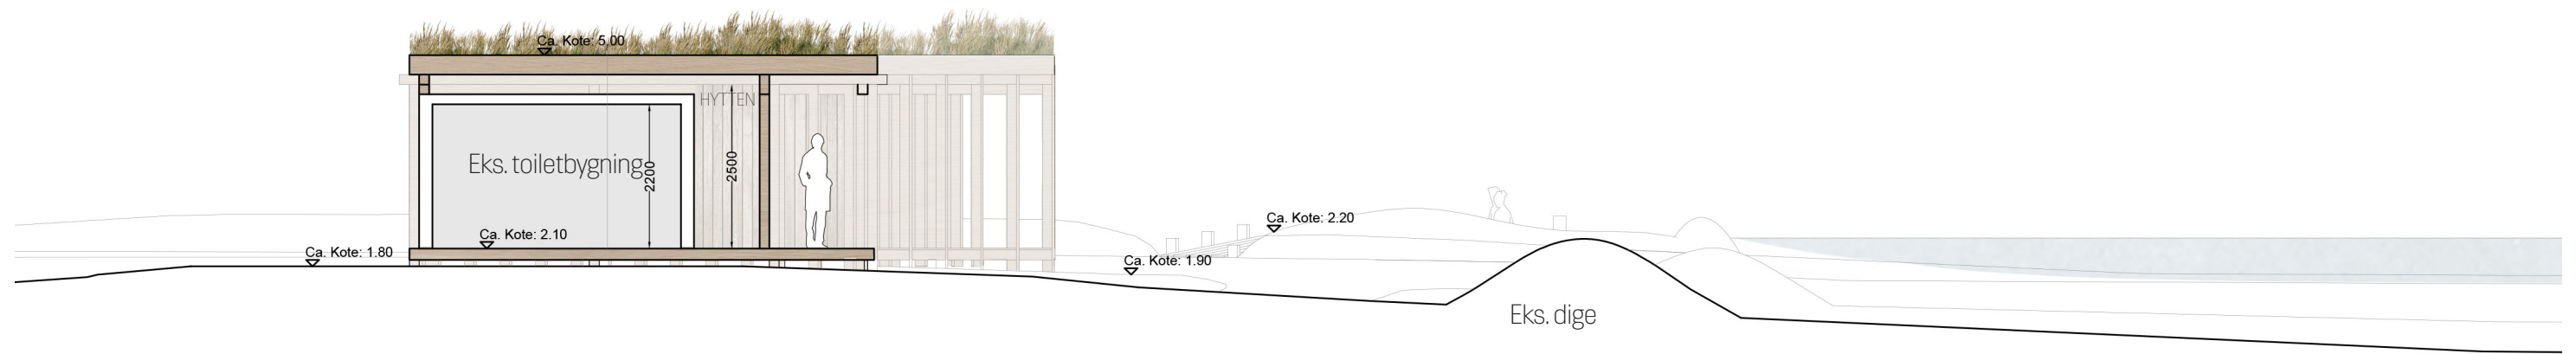 Ca. Kote: 5.00
HYTTEN
Eks. toiletbygning
2200
2500
Ca. Kote: 2.10
Ca. Kote: 1.80
Ca. Kote: 2.20
Ca. Kote: 1.90
Eks. dige